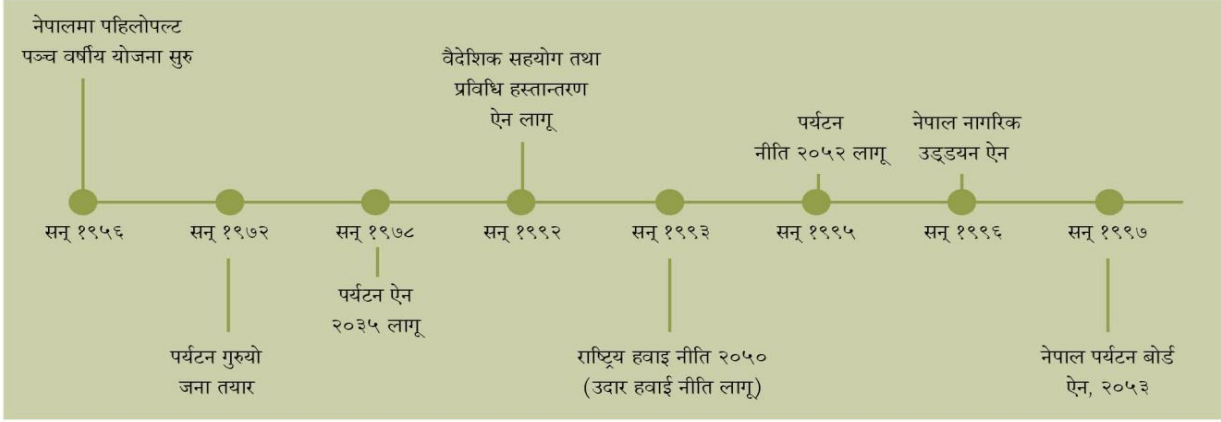 नेपालमा पहिलोपल्ट
पञ्च वर्षीय योजना सुरु
वैदेशिक सहयोग तथा
प्रविधि हस्तान्तरण
ऐन लागू
पर्यटन
नीति २०५२ लागू
नेपाल नागरिक
उड्डयन ऐन
सन् १९५६
सन् १९७२
सन् १९७८
सन् १९९२
सन् १९९३
सन् १९९५
सन् १९९६
सन् १९९७
पर्यटन गुरुयो
जना तयार
पर्यटन ऐन
२०३५ लागू
राष्ट्रिय हवाइ नीति २०५०
(उदार हवाई नीति लागू)
नेपाल पर्यटन बोर्ड
ऐन, २०५३